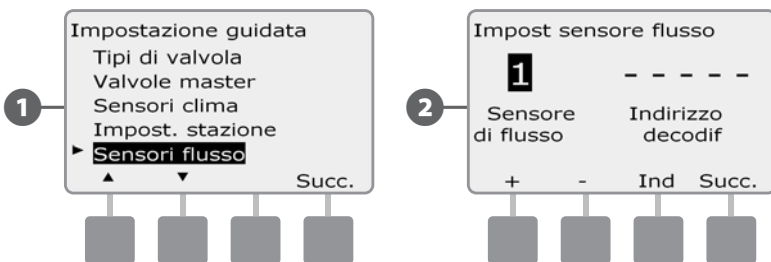 1
Impostazione guidata
Tipi di valvola
Valvole master
Sensori clima
Impost. stazione
► Sensori flusso
▲ ▼ Succ.
2
Impost sensore flusso
1 - - - - -
Sensore di flusso
Indirizzo decodif
+ - Ind Succ.